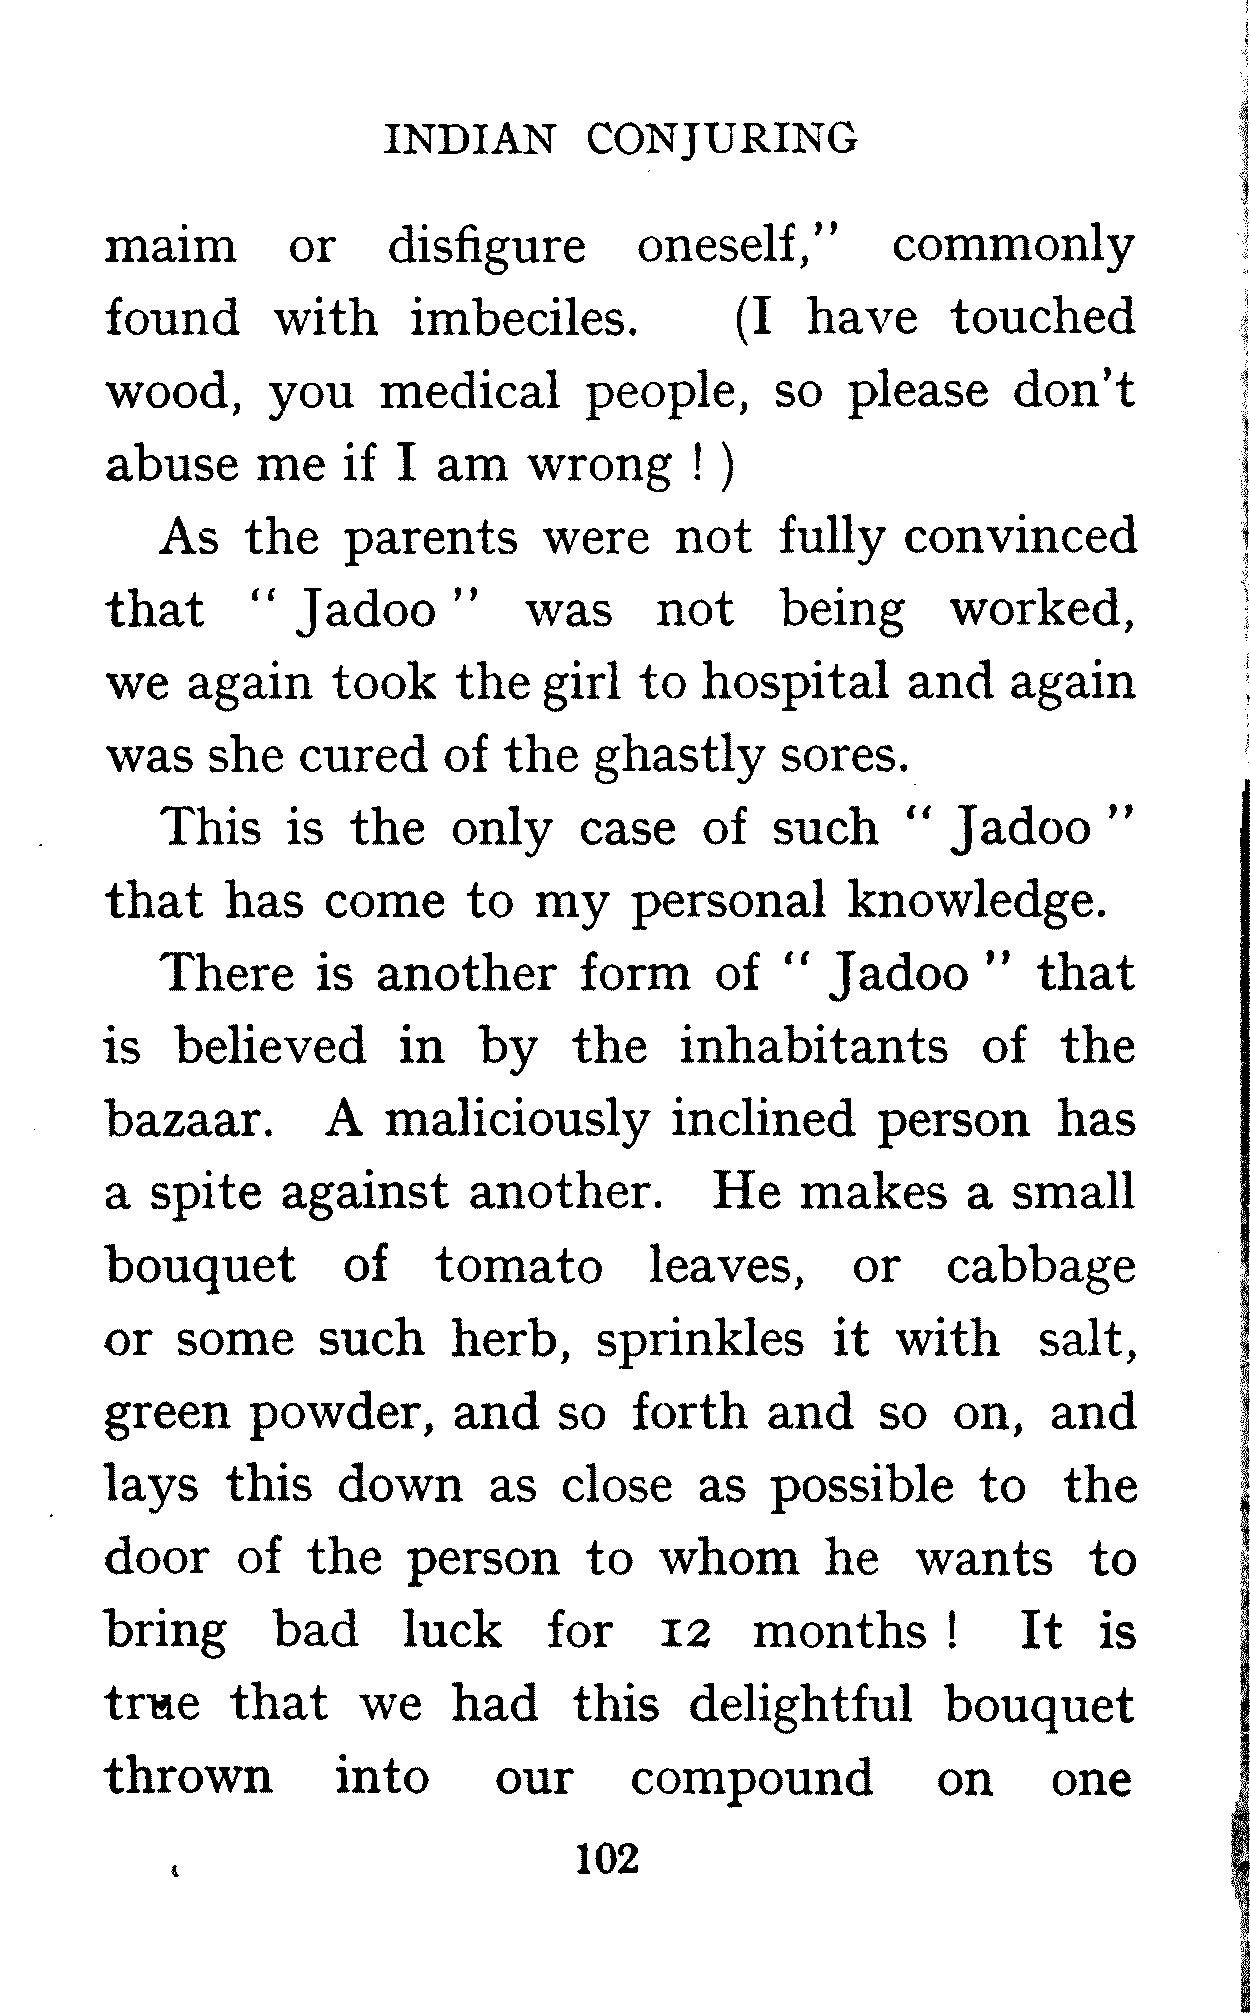 INDIAN CONJURING
maim or disfigure oneself,” commonly
found with imbeciles. (I have touched
wood, you medical people, so please don't
abuse me if I am wrong ! )
As the parents were not fully convinced
that “ Jadoo ” was not being worked,
we again took the girl to hospital and again
was she cured of the ghastly sores.
This is the only case of such “ Jadoo ”
that has come to my personal knowledge.
There is another form of “ Jadoo ” that
is believed in by the inhabitants of the
bazaar. A maliciously inclined person has
a spite against another. He makes a small
bouquet of tomato leaves, or cabbage
or some such herb, sprinkles it with salt,
green powder, and so forth and so on, and
lays this down as close as possible to the
door of the person to whom he wants to
bring bad luck for 12 months ! It is
true that we had this delightful bouquet
thrown into our compound on one
102